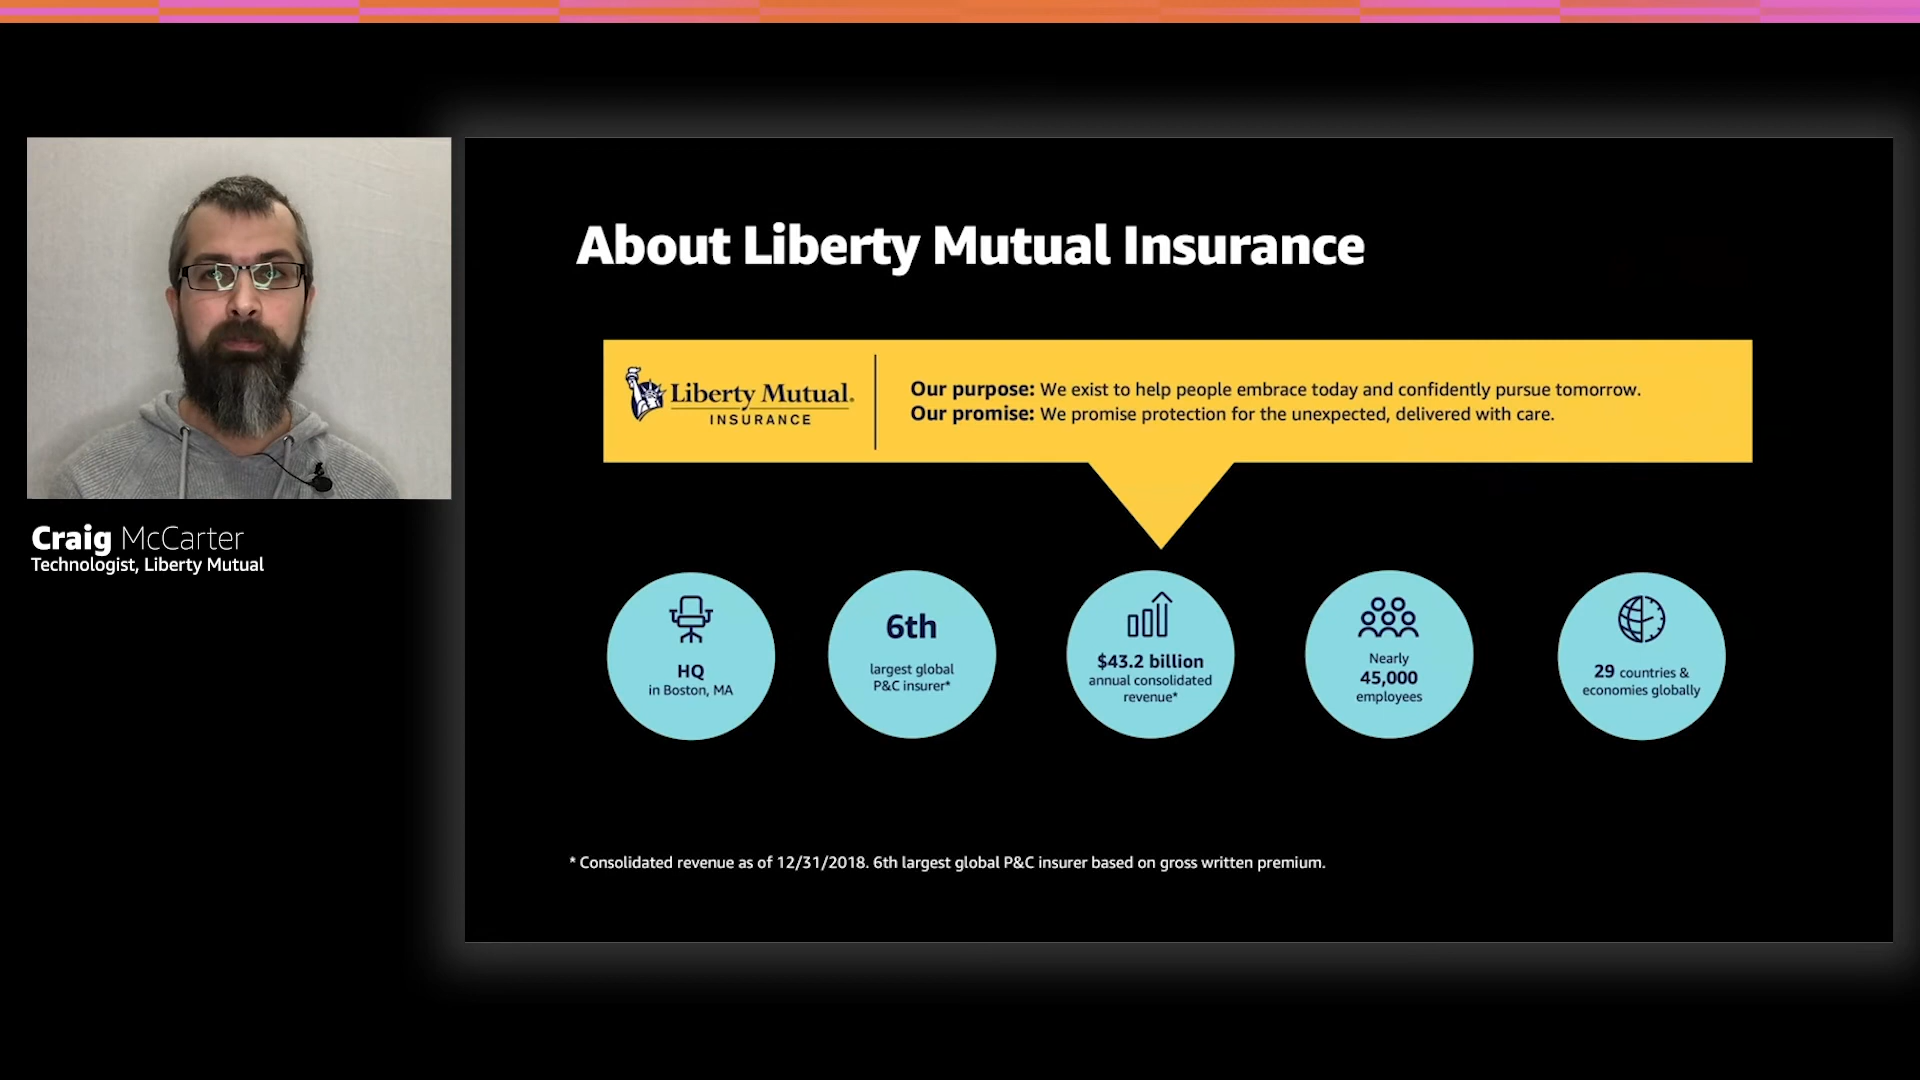 Craig McCarter
Technologist, Liberty Mutual
About Liberty Mutual Insurance
Liberty Mutual.
INSURANCE
Our purpose: We exist to help people embrace today and confidently pursue tomorrow.
Our promise: We promise protection for the unexpected, delivered with care.
HQ
in Boston, MA
6th
largest global
P&C insurer*
$43.2 billion
annual consolidated
revenue*
Nearly
45,000
employees
29 countries &
economies globally
* Consolidated revenue as of 12/31/2018. 6th largest global P&C insurer based on gross written premium.